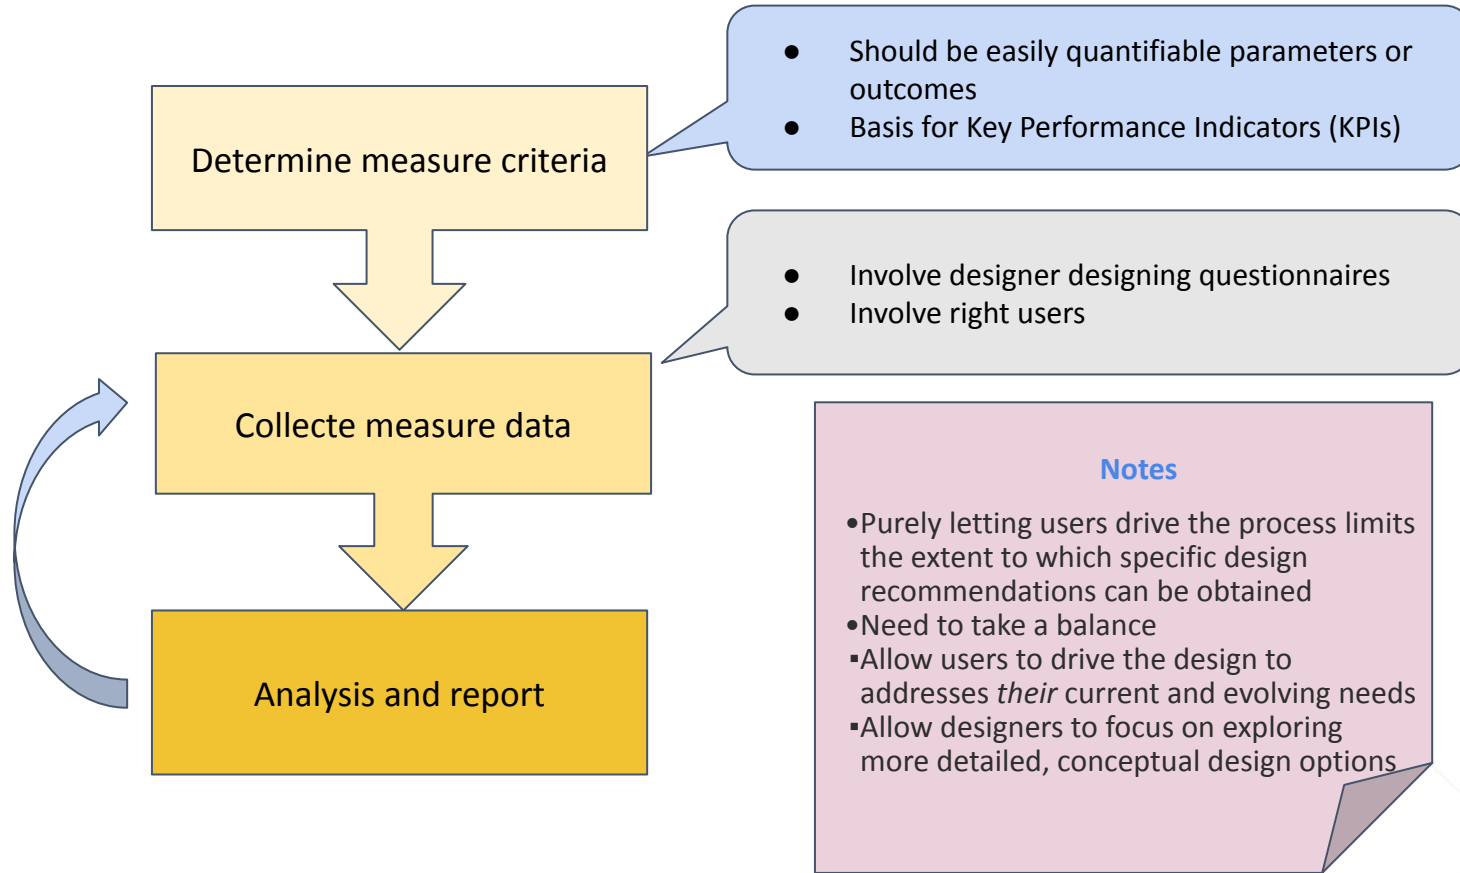 ● Should be easily quantifiable parameters or
outcomes
● Basis for Key Performance Indicators (KPIs)
Determine measure criteria
● Involve designer designing questionnaires
● Involve right users
Collecte measure data
Notes
•Purely letting users drive the process limits
the extent to which specific design
recommendations can be obtained
•Need to take a balance
▪Allow users to drive the design to
addresses their current and evolving needs
▪Allow designers to focus on exploring
more detailed, conceptual design options
Analysis and report